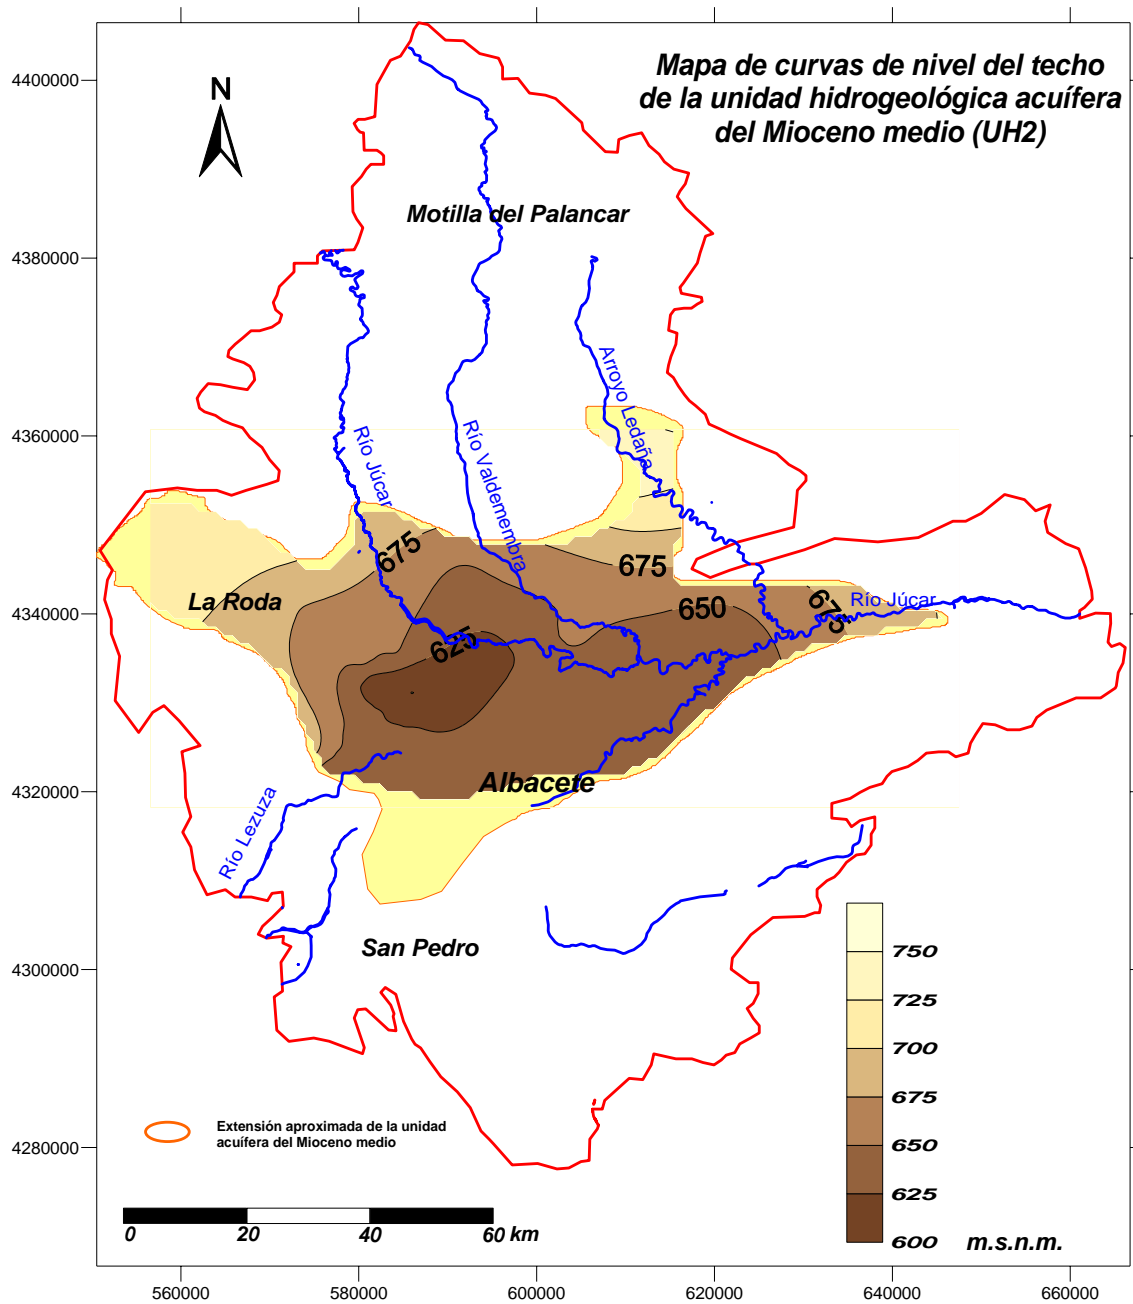 Mapa de curvas de nivel del techo
de la unidad hidrogeológica acuífera
del Mioceno medio (UH2)
4400000
N
Motilla del Palancar
4380000
Arroyo Ledaña
4360000
Río Júcar
Río Valdemembra
675
675
La Roda
650
675
Río Júcar
4340000
625
Albacete
4320000
Río Lezuza
San Pedro
4300000
750
725
700
675
650
625
600
m.s.n.m.
Extensión aproximada de la unidad
acuífera del Mioceno medio
4280000
0 20 40 60 km
560000 580000 600000 620000 640000 660000